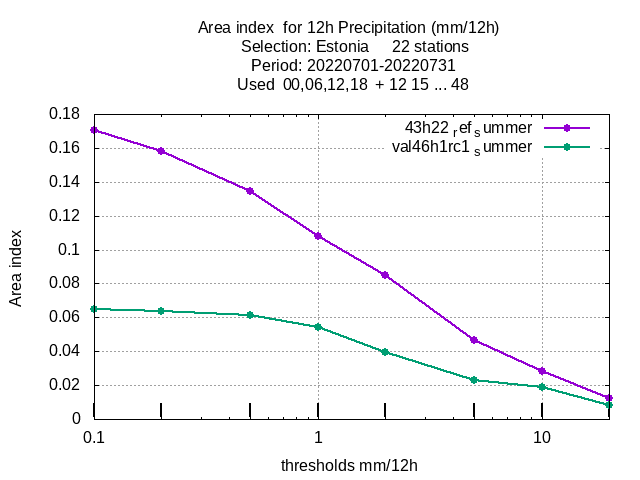 Area index for 12h Precipitation (mm/12h)
Selection: Estonia 22 stations
Period: 20220701-20220731
Used 00,06,12,18 + 12 15 ... 48
43h22 ref summer
val46h1rc1 summer
Area index
0.18
0.16
0.14
0.12
0.1
0.08
0.06
0.04
0.02
0
0.1 1 10
thresholds mm/12h